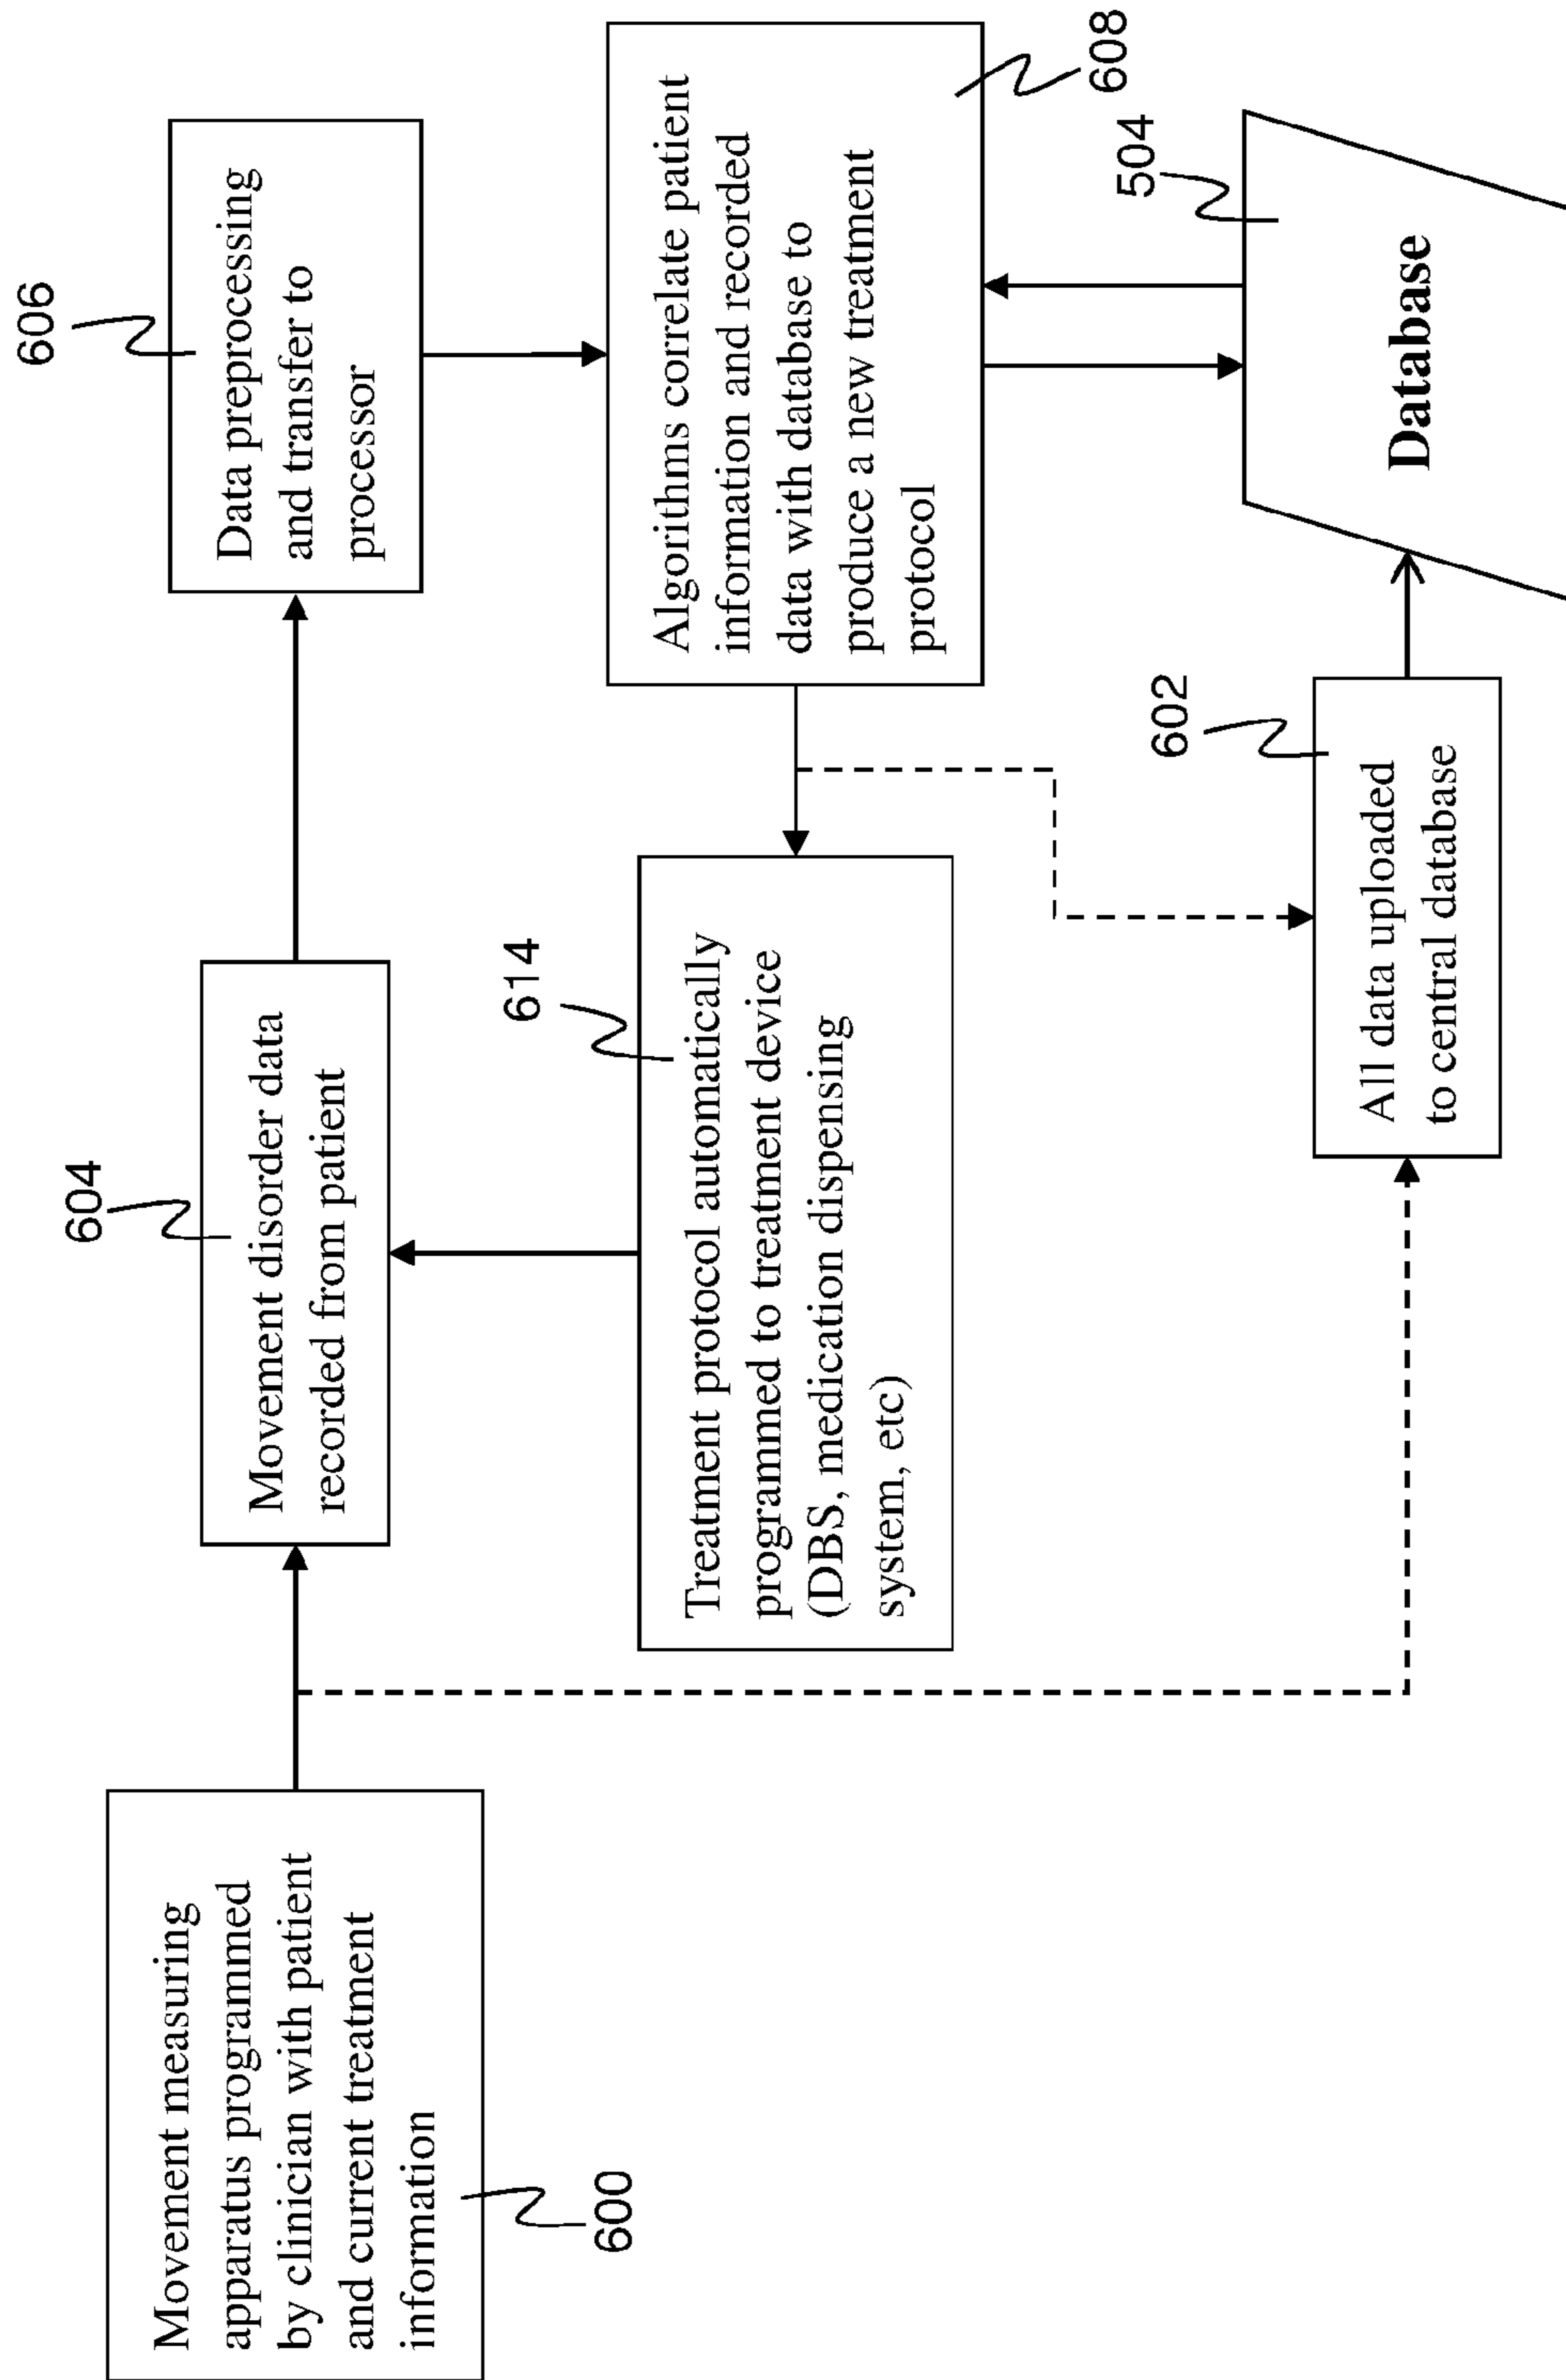 Movement measuring
apparatus programmed
by clinician with patient
and current treatment
information
600
604
Movement disorder data
recorded from patient
606
Data preprocessing
and transfer to
processor
614
Treatment protocol automatically
programmed to treatment device
(DBS, medication dispensing
system, etc)
Algorithms correlate patient
information and recorded
data with database to
produce a new treatment
protocol
608
602
All data uploaded
to central database
504
Database